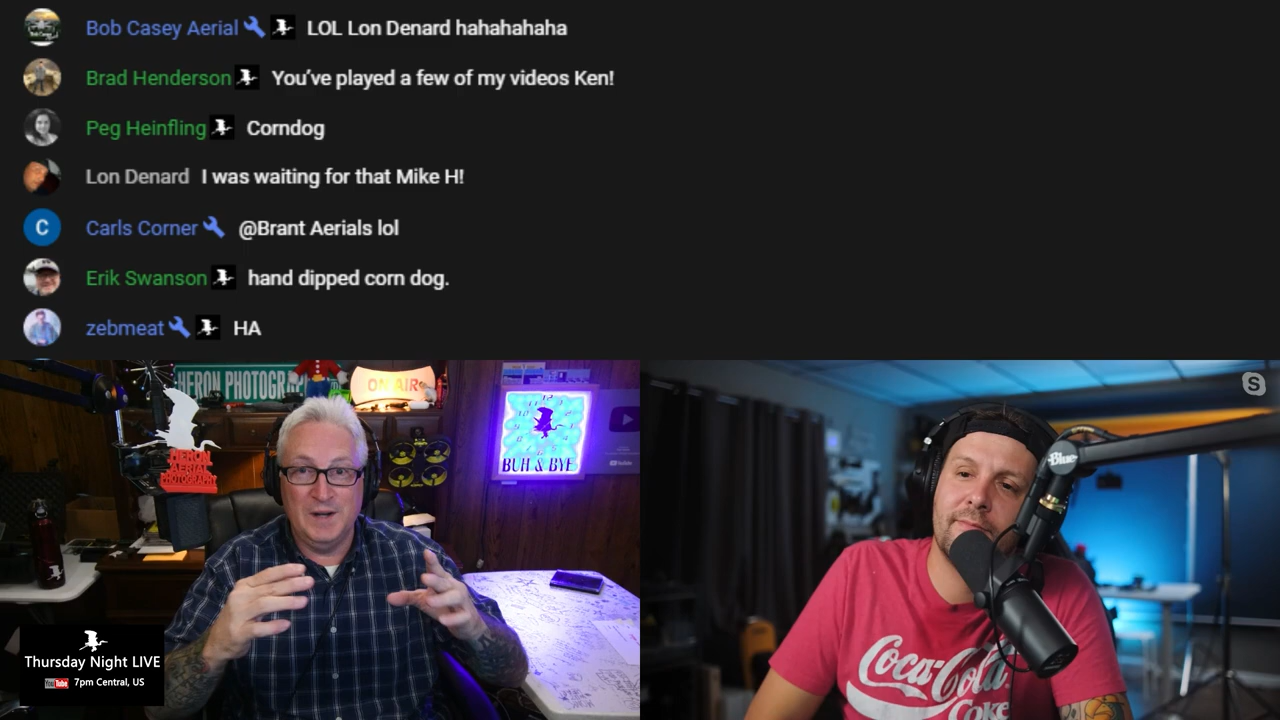 Bob Casey Aerial LOL Lon Denard hahahahaha
Brad Henderson You've played a few of my videos Ken!
Peg Heinfling Corndog
Lon Denard I was waiting for that Mike H!
C Carls Corner @Brant Aerials lol
Erik Swanson hand dipped corn dog.
zebmeat HA
HERON PHOTOGRAPH
ON AIR
HERON
AERIAL
PHOTOGRAPHY
BUH & BYE
YouTube
S
Blue
Thursday Night LIVE
YouTube 7pm Central, US
Coca-Cola
Coke